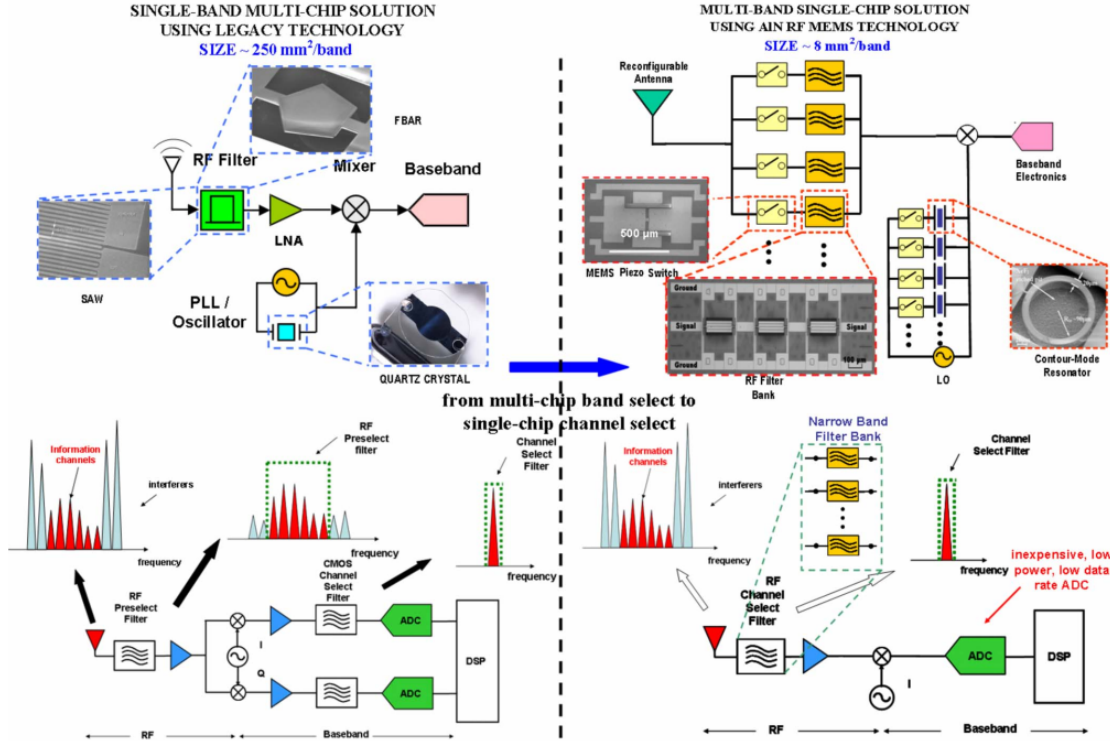 SINGLE-BAND MULTI-CHIP SOLUTION
USING LEGACY TECHNOLOGY
SIZE ~ 250 mm²/band
FBAR
RF Filter
Mixer
Baseband
LNA
SAW
PLL /
Oscillator
QUARTZ CRYSTAL
MULTI-BAND SINGLE-CHIP SOLUTION
USING AlN RF MEMS TECHNOLOGY
SIZE ~ 8 mm²/band
Reconfigurable
Antenna
Baseband
Electronics
500 µm
MEMS Piezo Switch
Ground
Signal
Signal
Ground
100 µm
RF Filter
Bank
LO
Contour-Mode
Resonator
from multi-chip band select to
single-chip channel select
Information
channels
interferers
frequency
RF
Preselect
filter
frequency
Channel
Select Filter
frequency
CMOS
Channel
Select
Filter
RF
Preselect
Filter
I
Q
ADC
ADC
DSP
RF
Baseband
Information
channels
interferers
frequency
Narrow Band
Filter Bank
Channel
Select Filter
frequency
inexpensive, low
power, low data
rate ADC
RF
Channel
Select
Filter
I
ADC
DSP
RF
Baseband